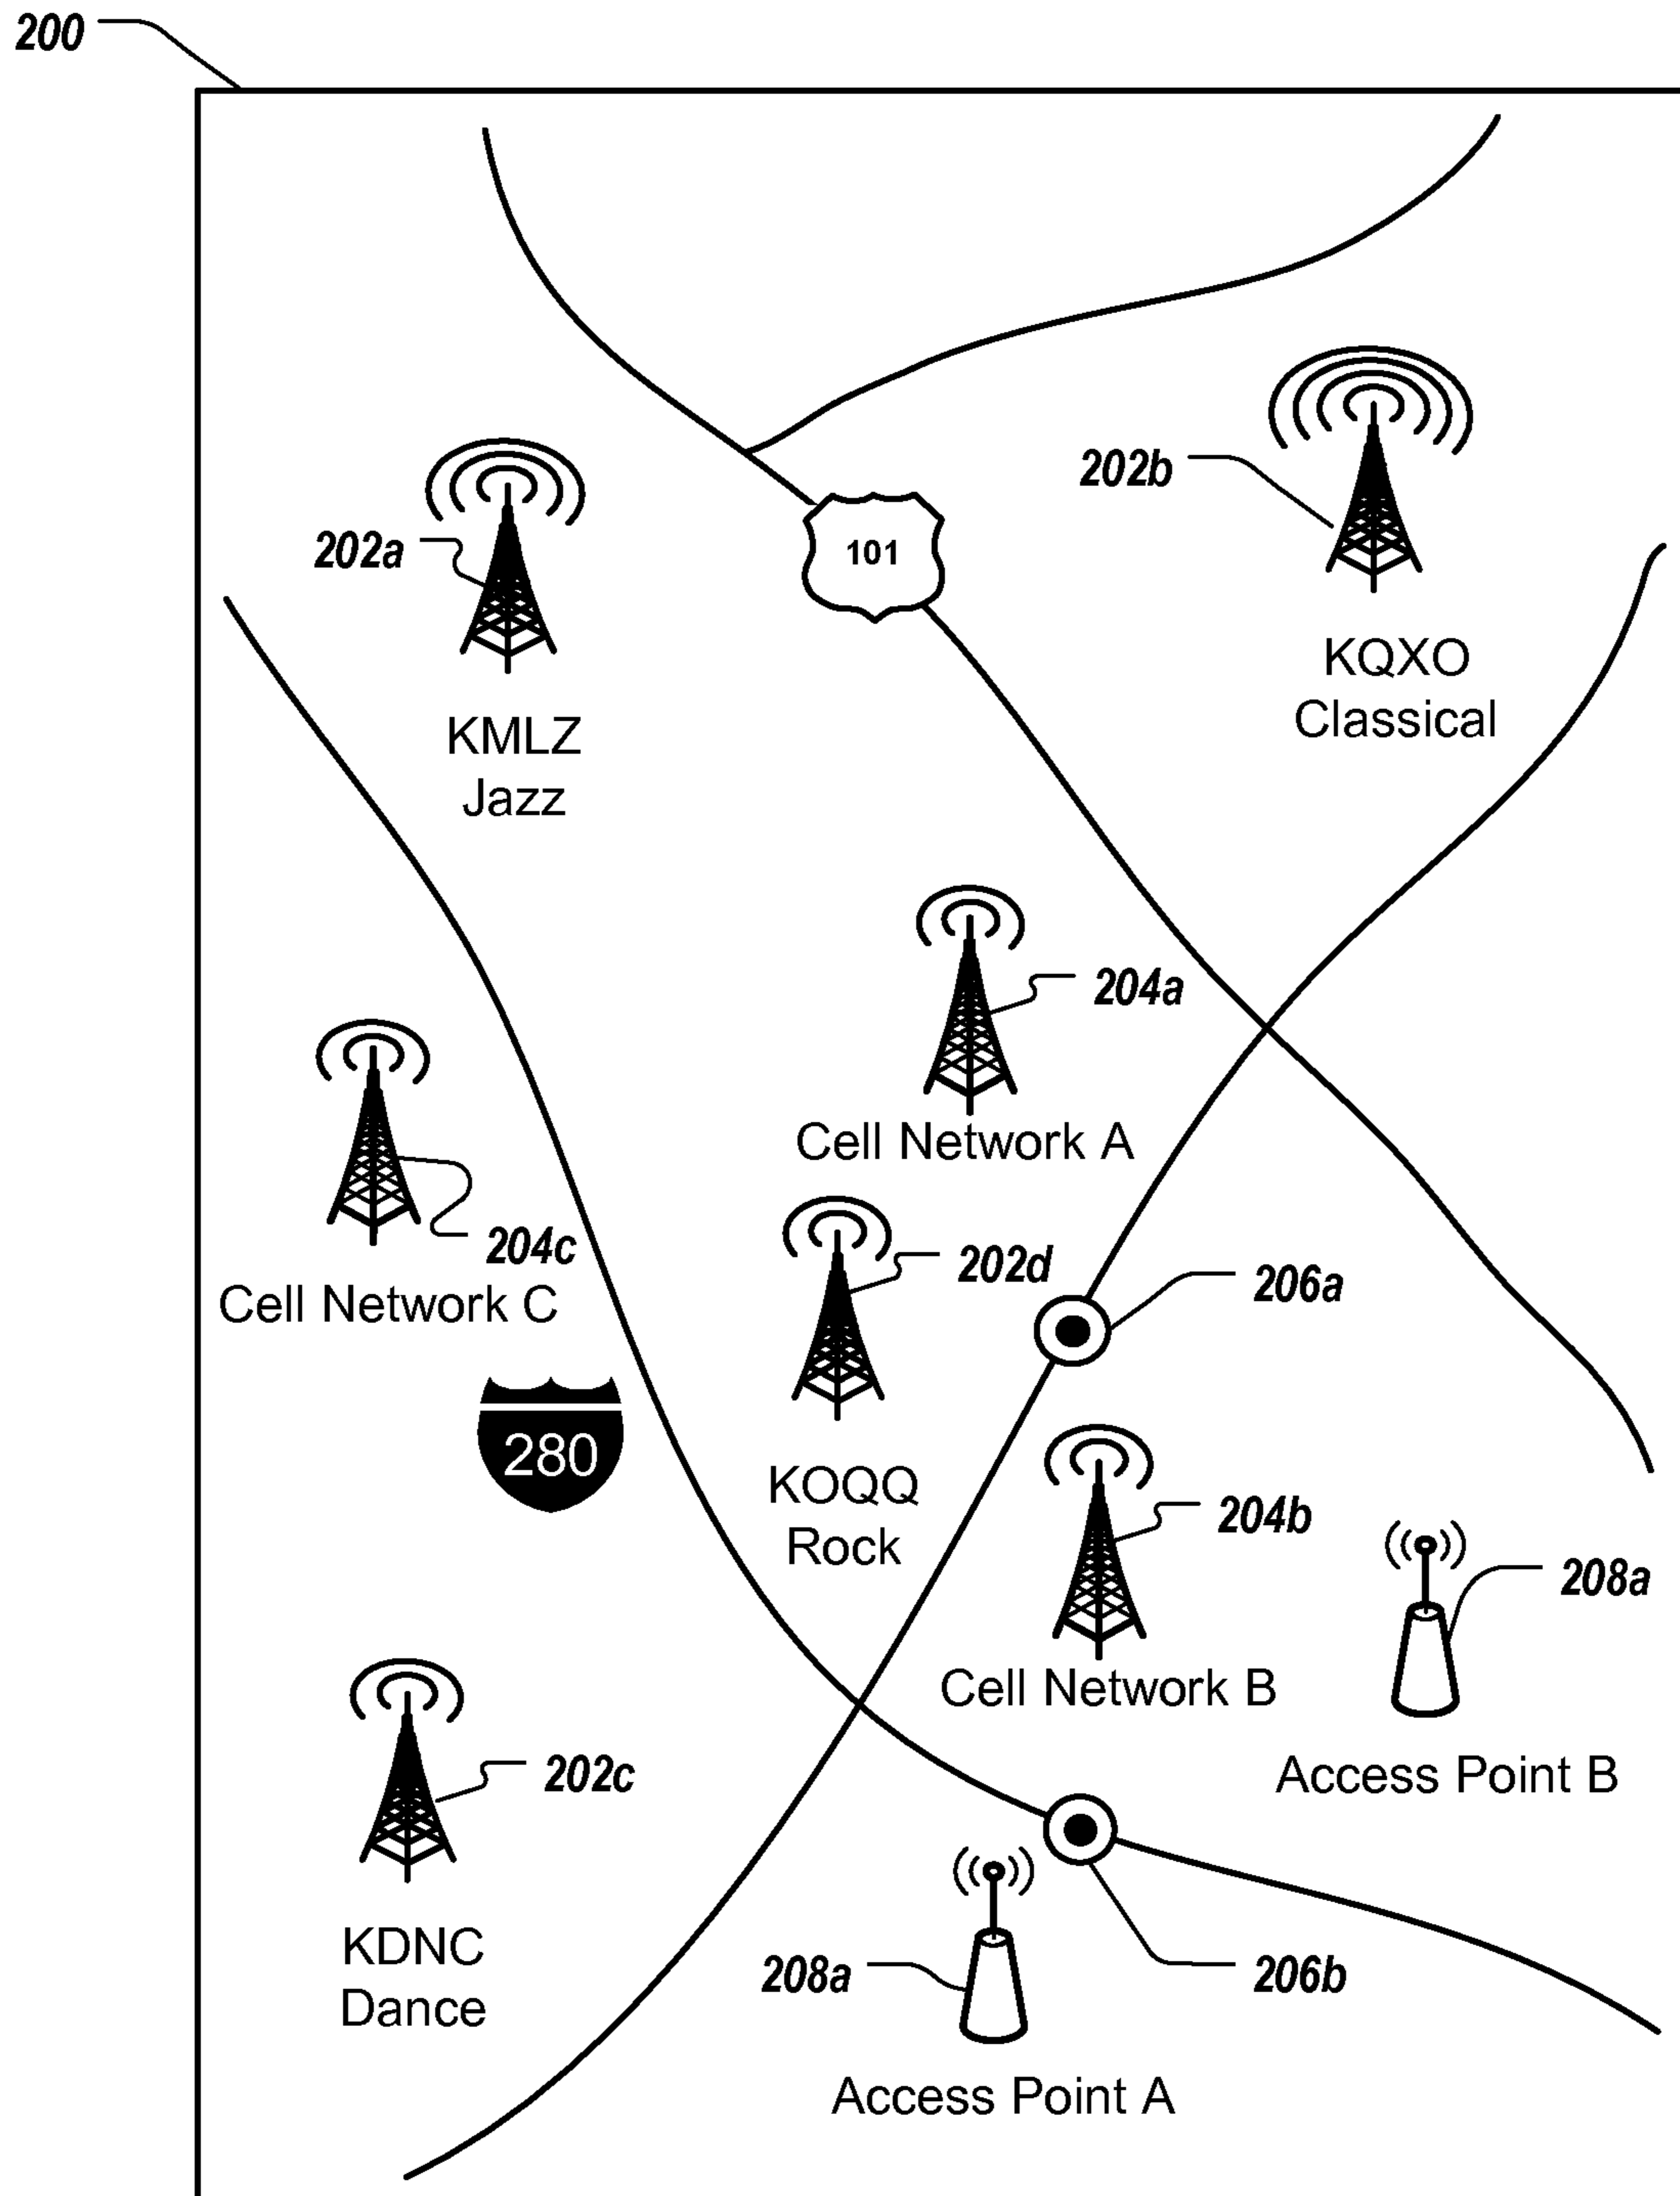 200
202b
101
202a
KQXO
Classical
KMLZ
Jazz
204a
Cell Network A
204c
202d
206a
Cell Network C
280
KOQQ
Rock
204b
208a
Cell Network B
202c
Access Point B
KDNC
Dance
208a
206b
Access Point A